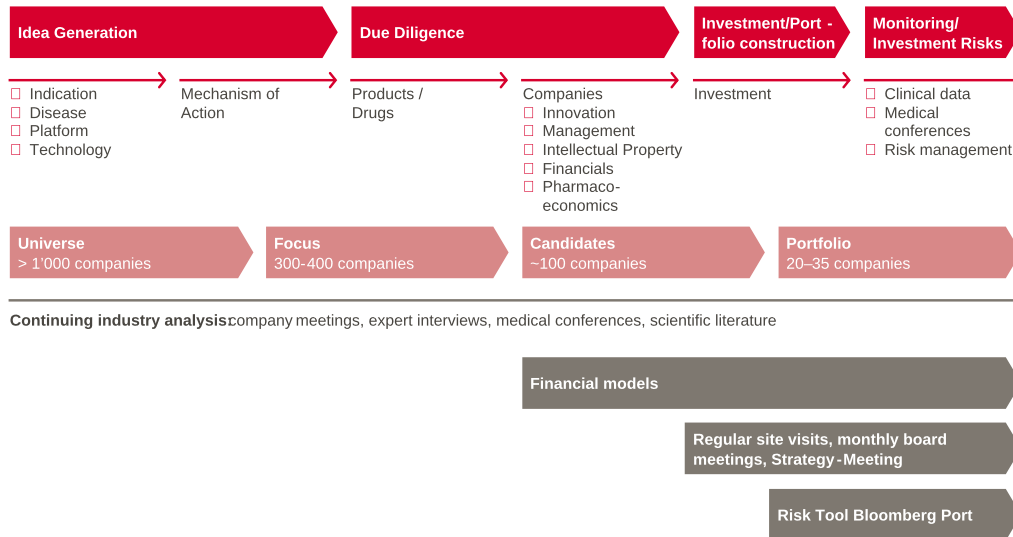 Idea Generation
Due Diligence
Investment/Port -
folio construction
Monitoring/
Investment Risks
Indication
Disease
Platform
Technology
Mechanism of
Action
Products /
Drugs
Companies
Innovation
Management
Intellectual Property
Financials
Pharmaco-
economics
Investment
Clinical data
Medical
conferences
Risk management
Universe
> 1’000 companies
Focus
300-400 companies
Candidates
~100 companies
Portfolio
20–35 companies
Continuing industry analysis: company meetings, expert interviews, medical conferences, scientific literature
Financial models
Regular site visits, monthly board
meetings, Strategy-Meeting
Risk Tool Bloomberg Port